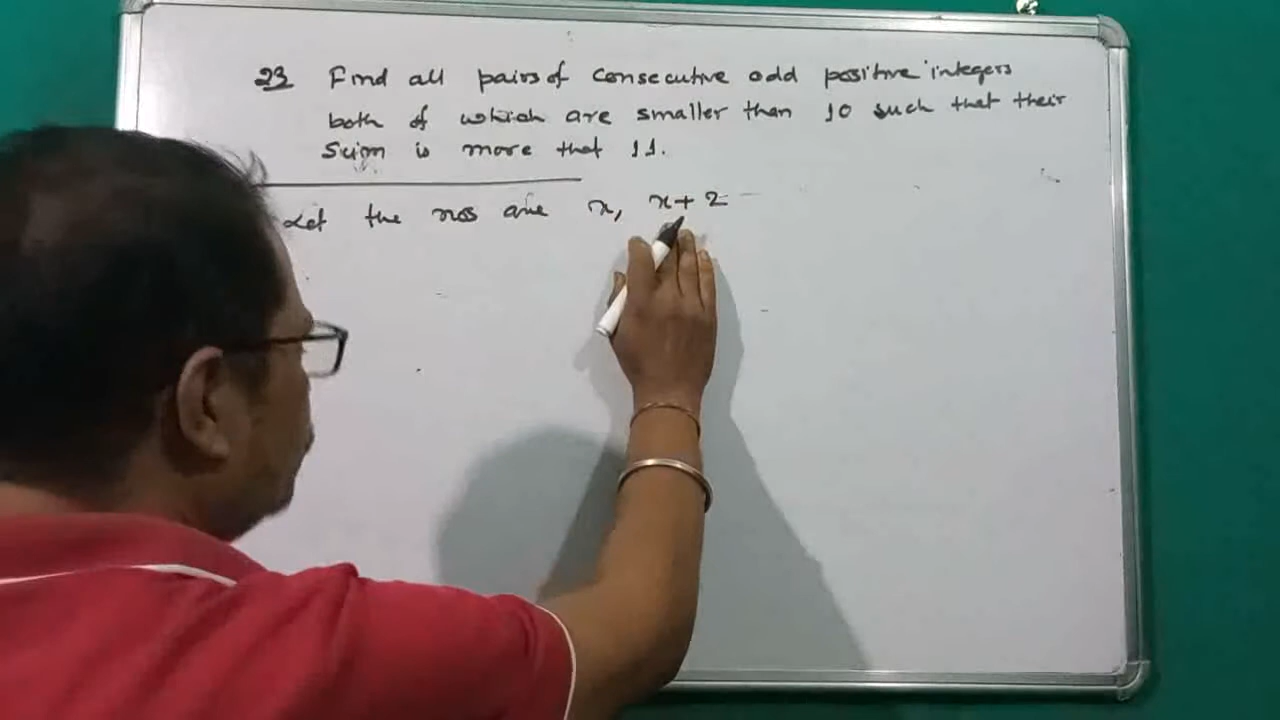 23 Find all pairs of consecutive odd positive integers
both of which are smaller than 10 such that their
Sum is more that 11.
Let the nos are x, x+2